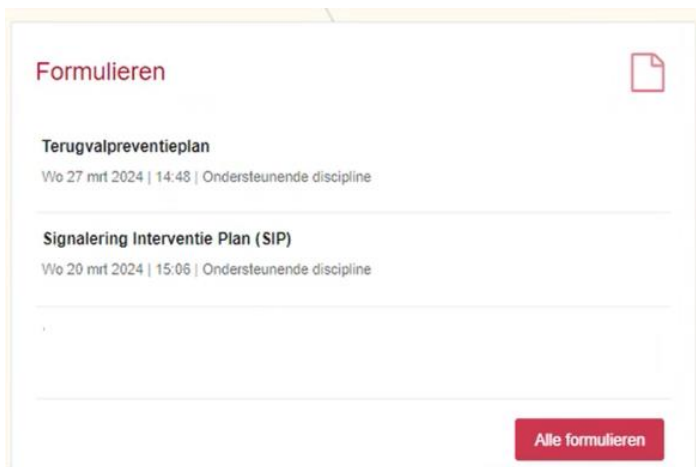 Formulieren
Terugvalpreventieplan
Wo 27 mrt 2024 | 14:48 | Ondersteunende discipline
Signalering Interventie Plan (SIP)
Wo 20 mrt 2024 | 15:06 | Ondersteunende discipline
Alle formulieren